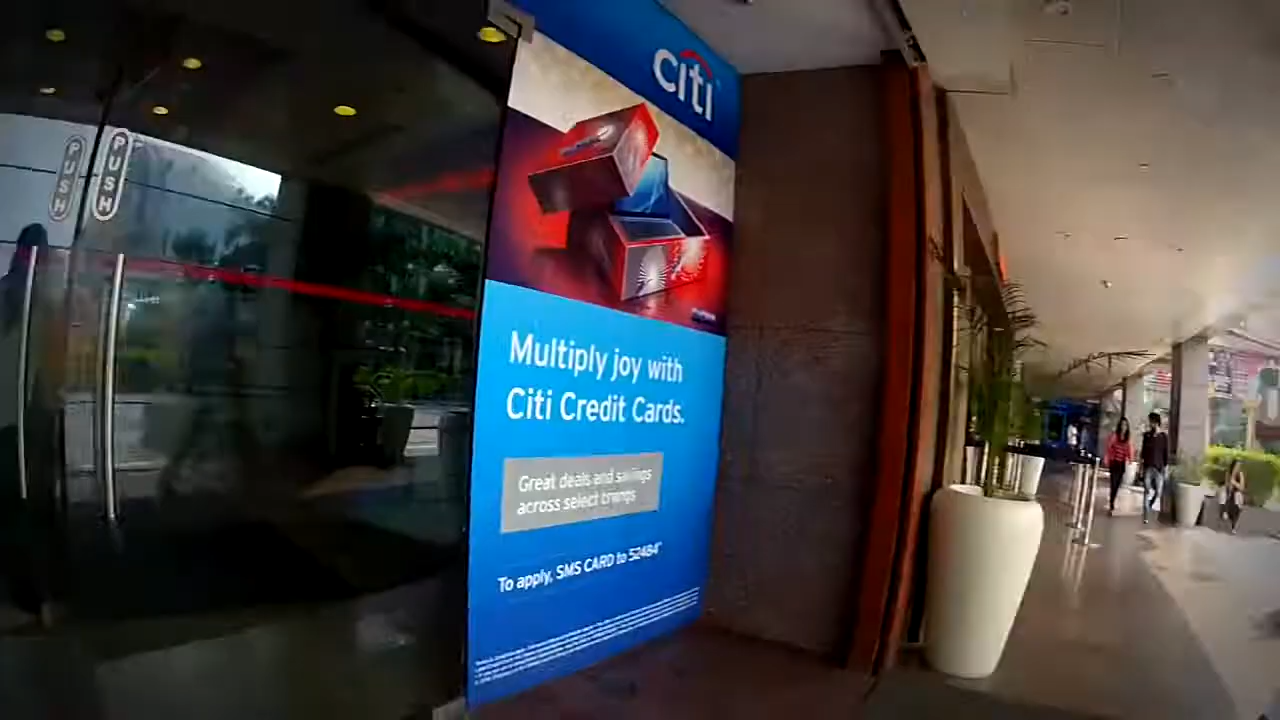 PUSH
PUSH
citi
Multiply joy with
Citi Credit Cards.
Great deals and savings
across select
To apply, SMS CARD to 52484*